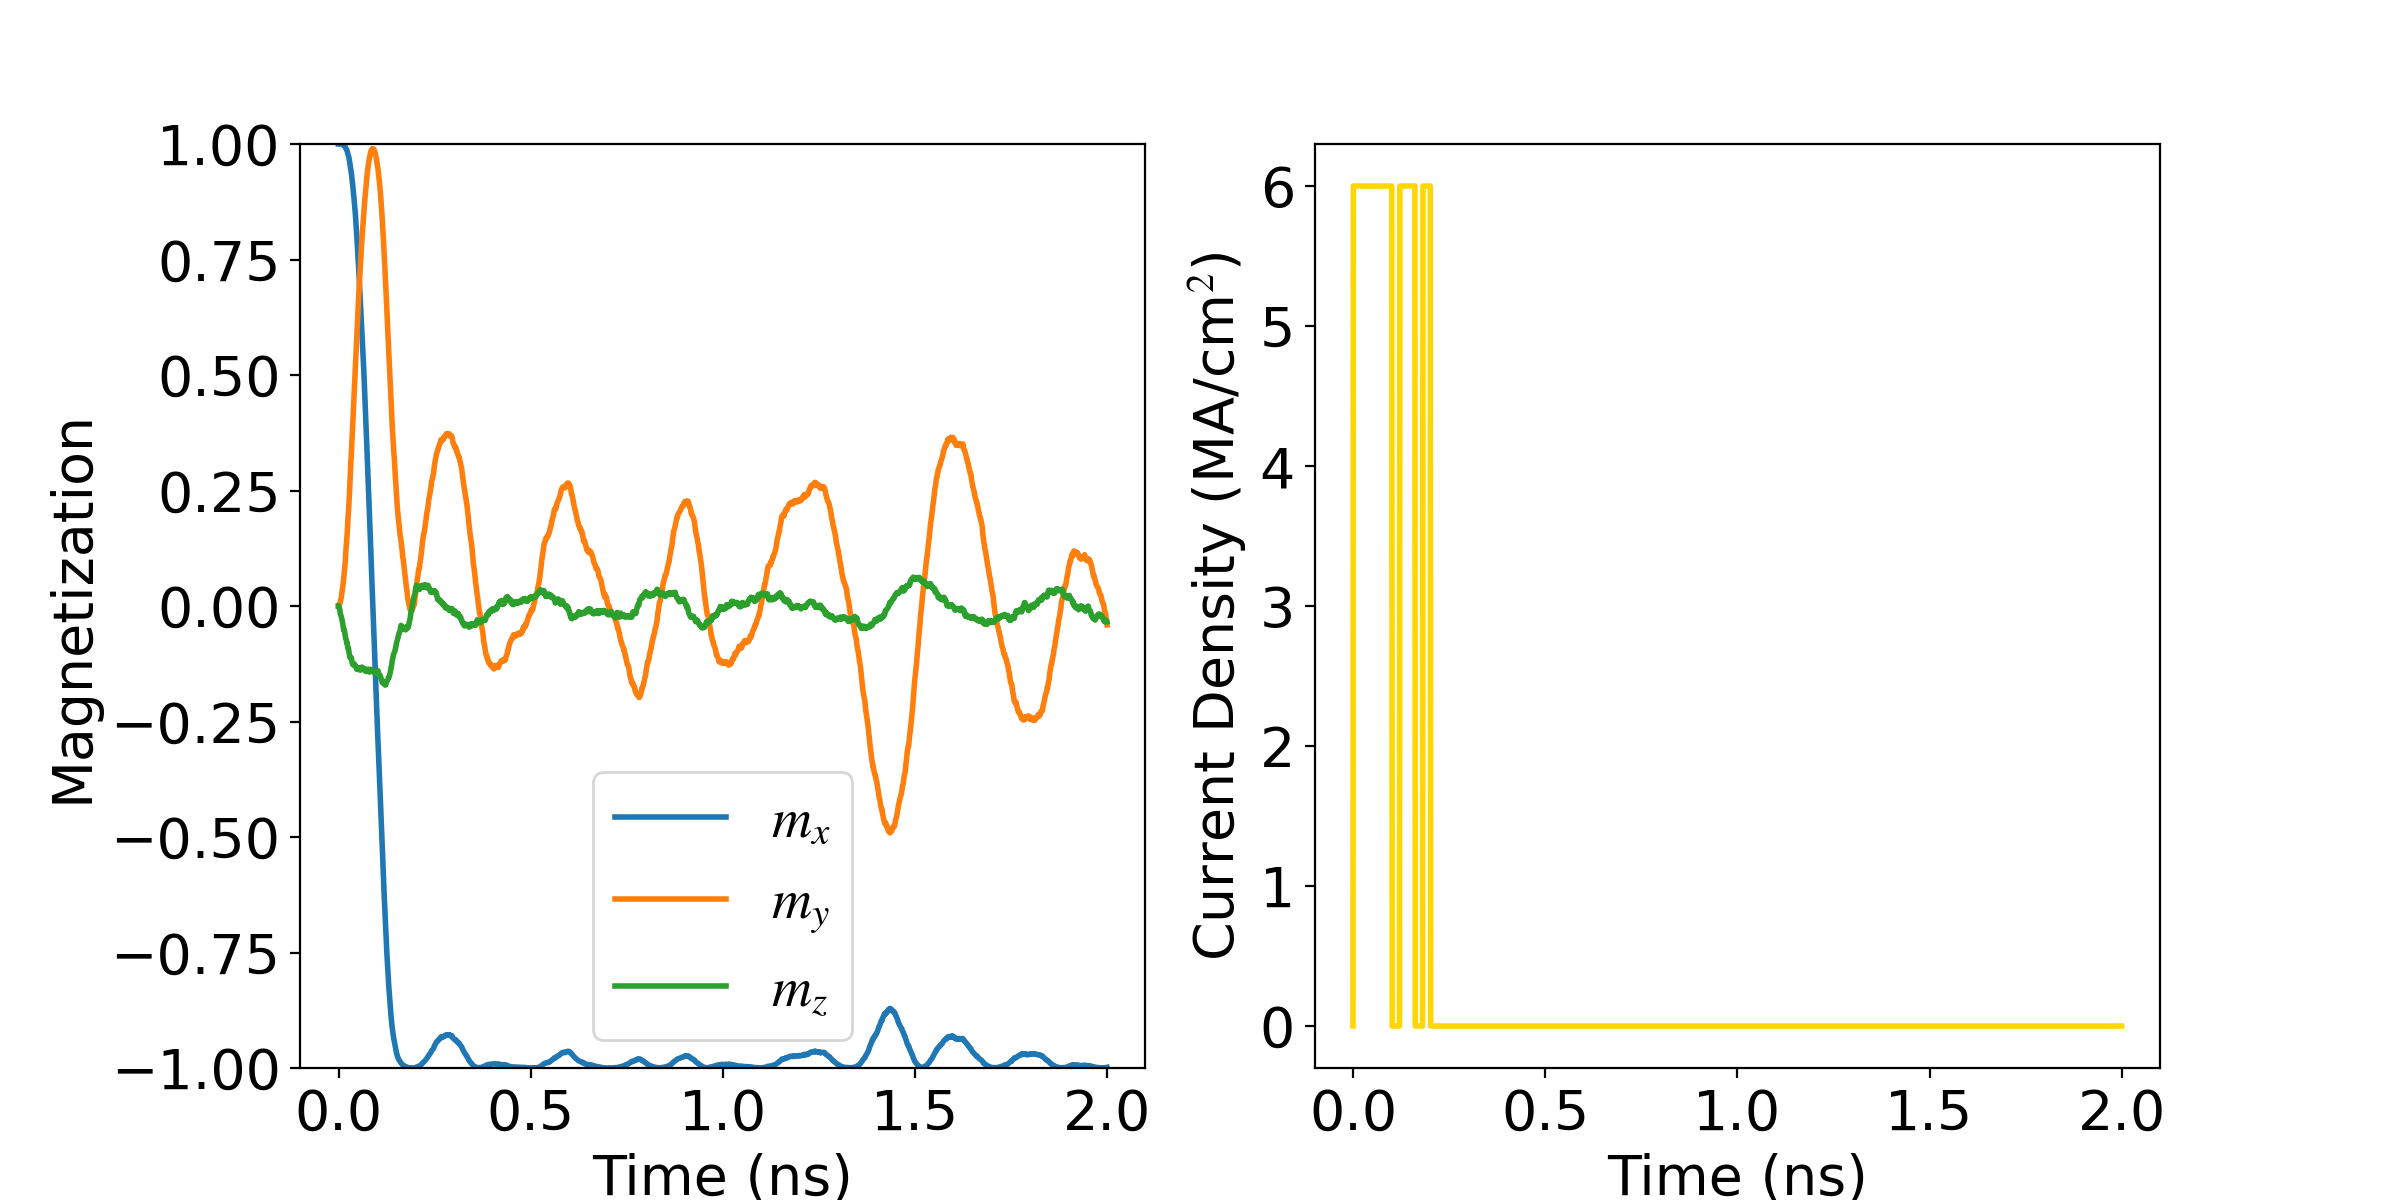 1.00
0.75
0.50
0.25
0.00
−0.25
−0.50
−0.75
−1.00
Magnetization
m_x
m_y
m_z
0.0 0.5 1.0 1.5 2.0
Time (ns)
6
5
4
3
2
1
0
Current Density (MA/cm²)
0.0 0.5 1.0 1.5 2.0
Time (ns)